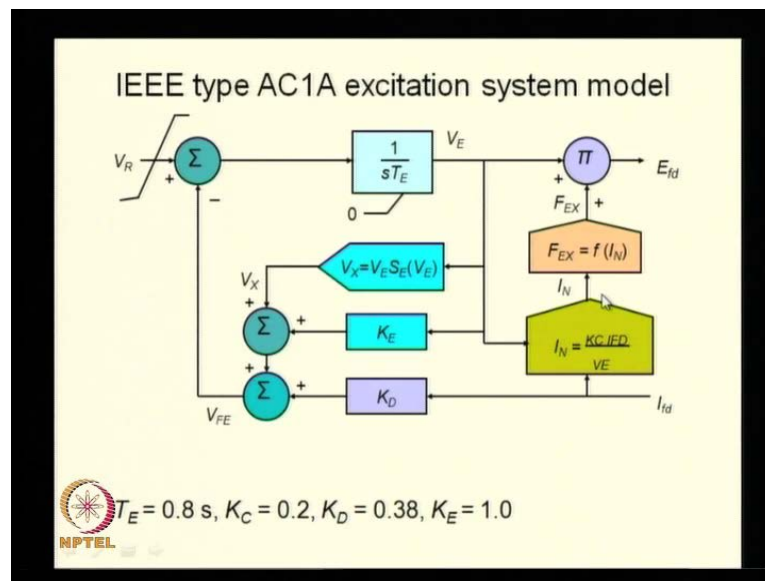 IEEE type AC1A excitation system model
V_R
+
Σ
−
1
sT_E
0
V_E
π
+
E_fd
F_EX +
F_EX = f (I_N)
I_N
V_X=V_E S_E(V_E)
V_X
+
Σ
+
K_E
I_N = KC IFD
VE
+
Σ
+
K_D
V_FE
I_fd
T_E = 0.8 s, K_C = 0.2, K_D = 0.38, K_E = 1.0
NPTEL